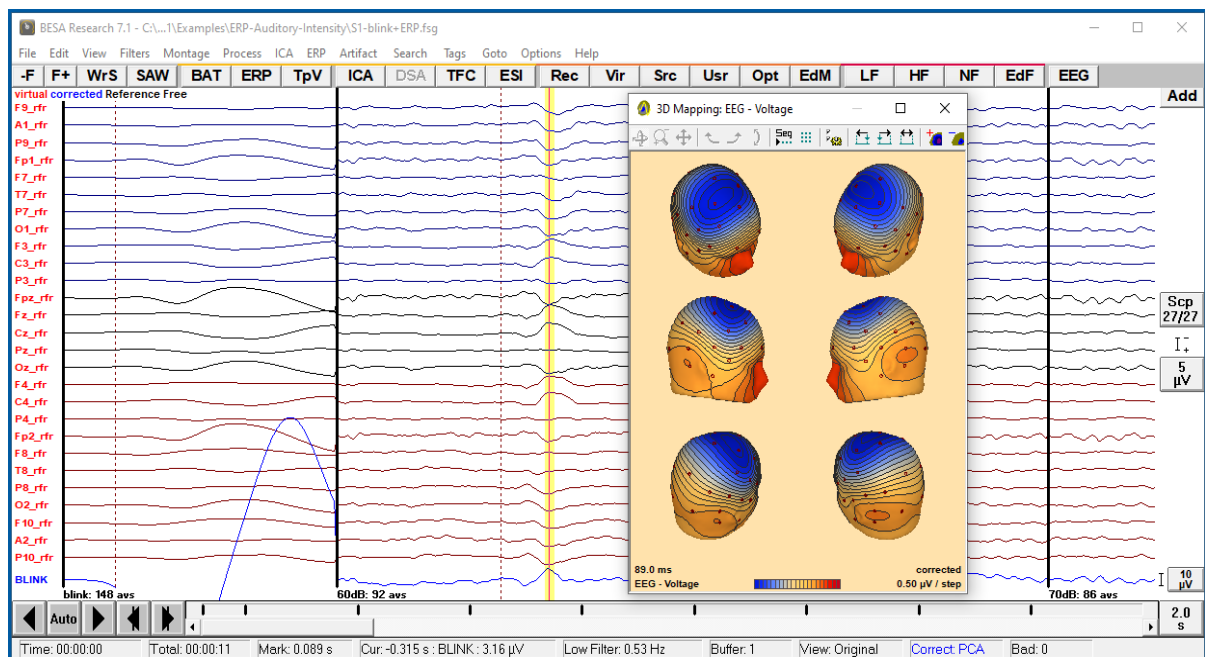 BESA Research 7.1 - C:\...1\Examples\ERP-Auditory-Intensity\S1-blink+ERP.fsg
File Edit View Filters Montage Process ICA ERP Artifact Search Tags Goto Options Help
-F F+ WrS SAW BAT ERP TpV ICA DSA TFC ESI Rec Vir Src Usr Opt EdM LF HF NF EdF EEG
virtual corrected Reference Free
Add
F9_rfr
A1_rfr
P9_rfr
Fp1_rfr
F7_rfr
T7_rfr
P7_rfr
O1_rfr
F3_rfr
C3_rfr
P3_rfr
Fpz_rfr
Fz_rfr
Cz_rfr
Pz_rfr
Oz_rfr
F4_rfr
C4_rfr
P4_rfr
Fp2_rfr
F8_rfr
T8_rfr
P8_rfr
O2_rfr
F10_rfr
A2_rfr
P10_rfr
BLINK
3D Mapping: EEG - Voltage
Seq
89.0 ms corrected
EEG - Voltage 0.50 µV / step
Scp
27/27
5
µV
10
µV
blink: 148 avs 60dB: 92 avs 70dB: 86 avs
Auto
2.0
s
Time: 00:00:00 Total: 00:00:11 Mark: 0.089 s Cur: -0.315 s : BLINK : 3.16 µV Low Filter: 0.53 Hz Buffer: 1 View: Original Correct: PCA Bad: 0